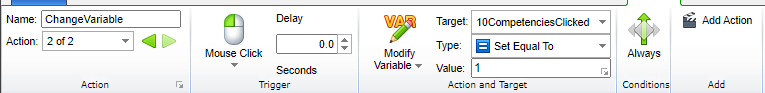 Name: ChangeVariable
Action: 2 of 2
Action
Mouse Click
Delay
0.0
Seconds
Trigger
VAR
Modify
Variable
Target: 10CompetenciesClicked
Type: Set Equal To
Value: 1
Action and Target
Always
Conditions
Add Action
Add